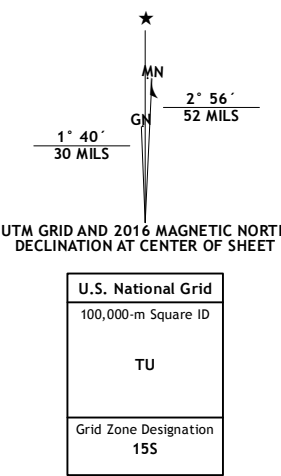 ★
MN
GN
2° 56´
52 MILS
1° 40´
30 MILS
UTM GRID AND 2016 MAGNETIC NORTH
DECLINATION AT CENTER OF SHEET
U.S. National Grid
100,000-m Square ID
TU
Grid Zone Designation
15S